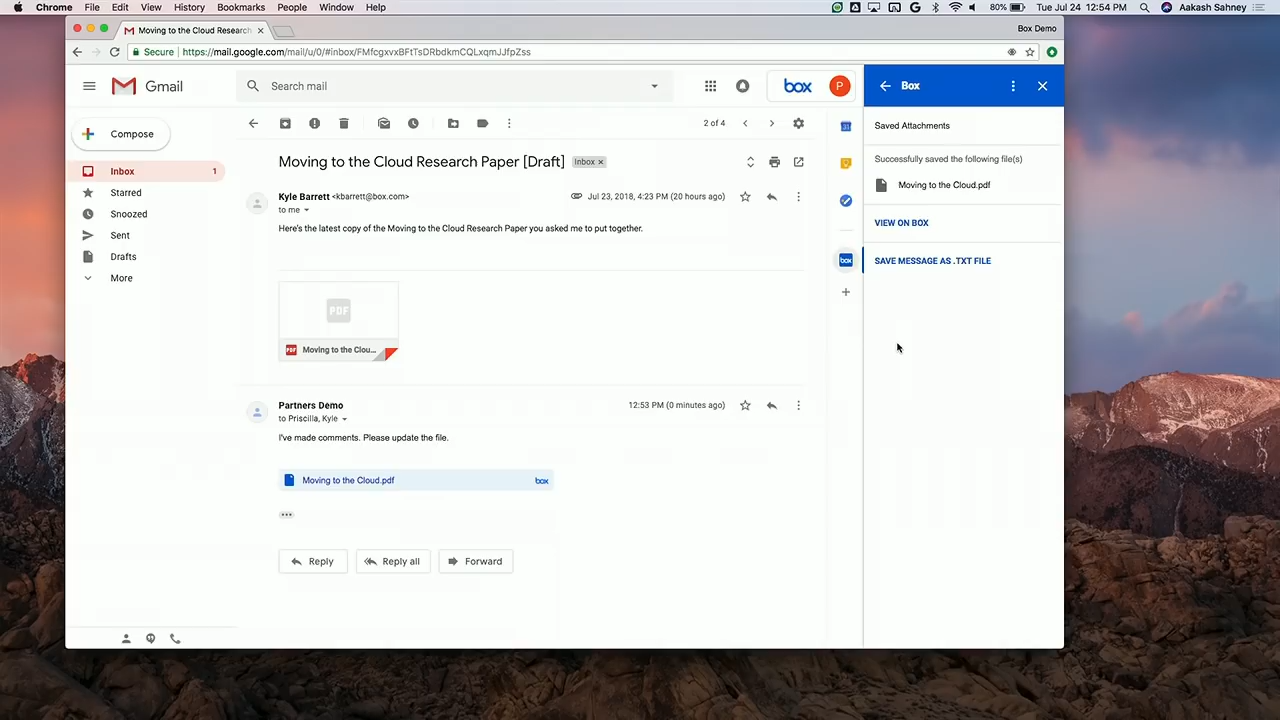 Chrome File Edit View History Bookmarks People Window Help
80% Tue Jul 24 12:54 PM Aakash Sahney
Moving to the Cloud Research
Box Demo
Secure https://mail.google.com/mail/u/0/#inbox/FMfcgxvxBFtTsDRbdkmCQLxqmJJfpZss
Gmail
Search mail
box
P
Box
Compose
2 of 4
Saved Attachments
Moving to the Cloud Research Paper [Draft]
Inbox x
Successfully saved the following file(s)
Moving to the Cloud.pdf
Inbox 1
Starred
Snoozed
Sent
Drafts
More
Kyle Barrett <kbarrett@box.com>
Jul 23, 2018, 4:23 PM (20 hours ago)
to me
Here's the latest copy of the Moving to the Cloud Research Paper you asked me to put together.
VIEW ON BOX
box
SAVE MESSAGE AS .TXT FILE
PDF
PDF Moving to the Clou...
Partners Demo
12:53 PM (0 minutes ago)
to Priscilla, Kyle
I've made comments. Please update the file.
Moving to the Cloud.pdf
box
Reply
Reply all
Forward